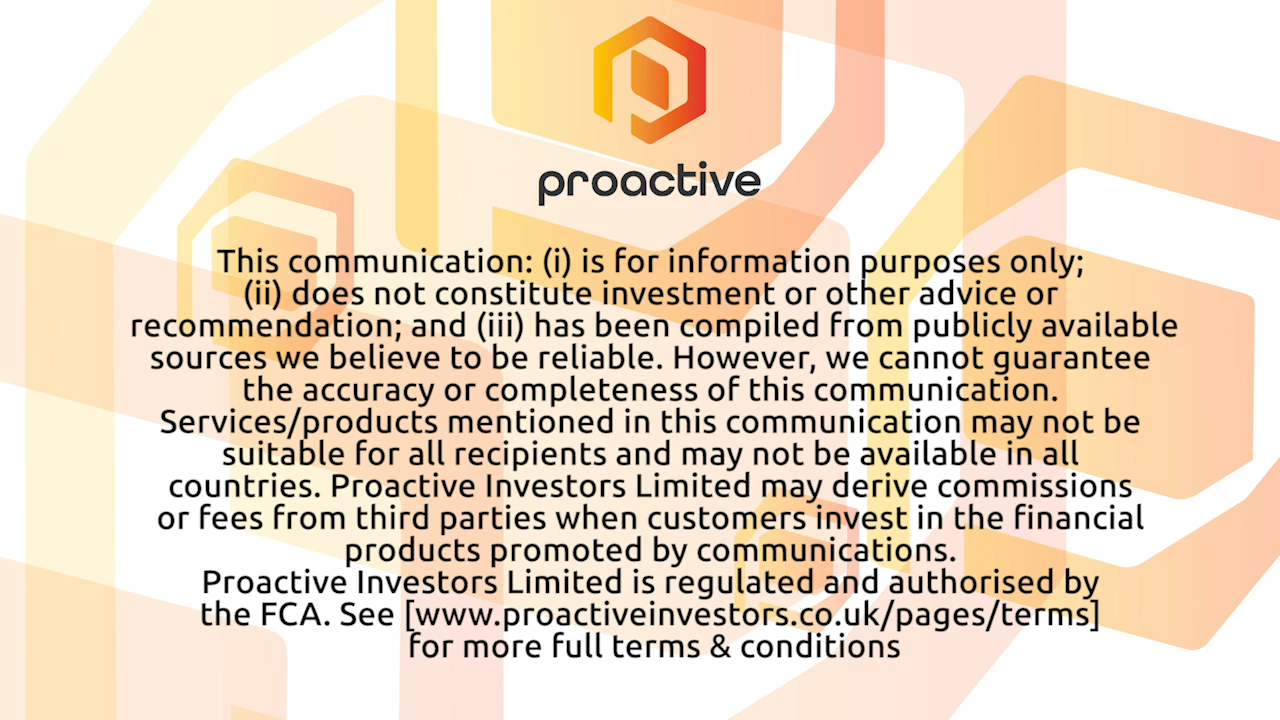 proactive
This communication: (i) is for information purposes only;
(ii) does not constitute investment or other advice or
recommendation; and (iii) has been compiled from publicly available
sources we believe to be reliable. However, we cannot guarantee
the accuracy or completeness of this communication.
Services/products mentioned in this communication may not be
suitable for all recipients and may not be available in all
countries. Proactive Investors Limited may derive commissions
or fees from third parties when customers invest in the financial
products promoted by communications.
Proactive Investors Limited is regulated and authorised by
the FCA. See [www.proactiveinvestors.co.uk/pages/terms]
for more full terms & conditions